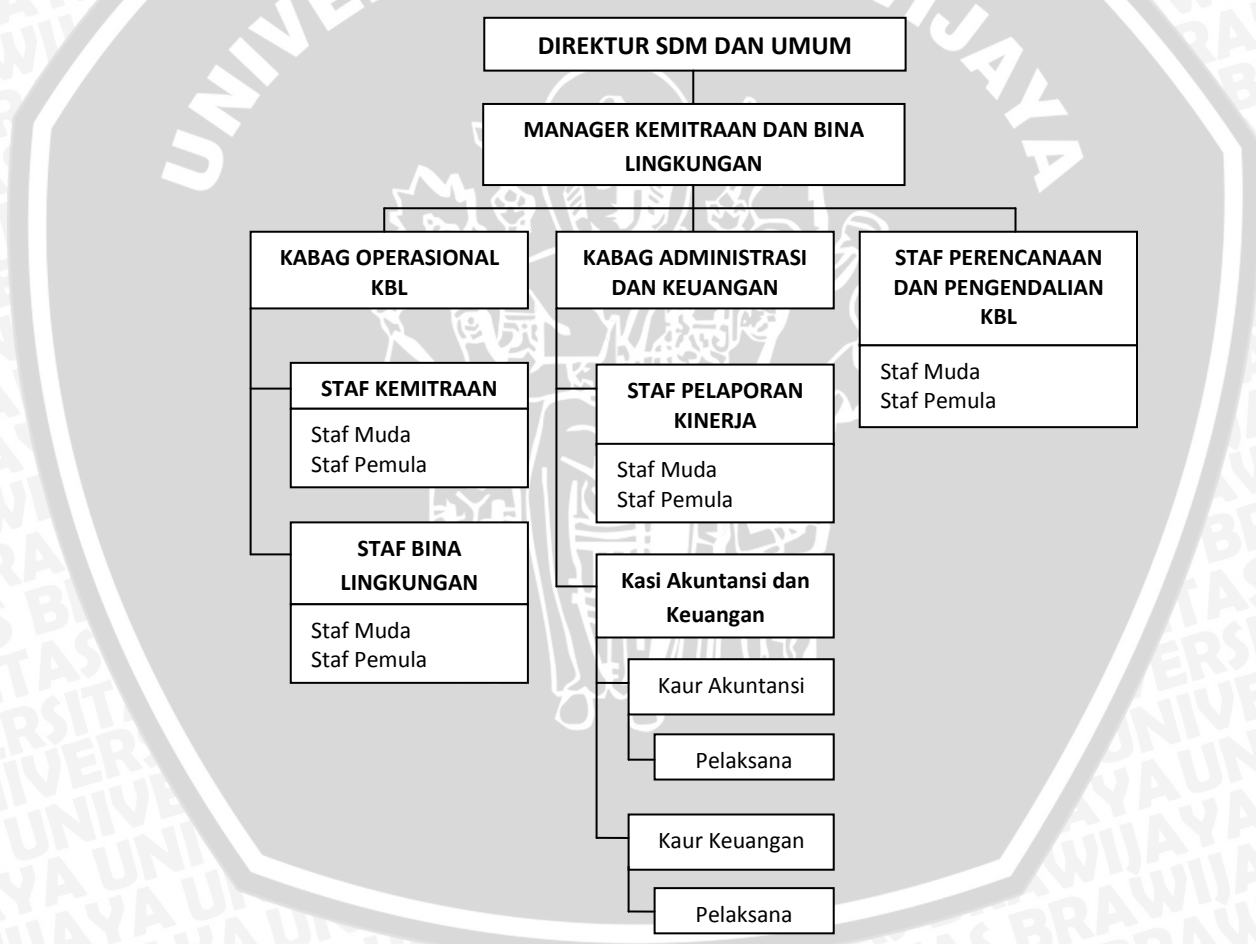 UNIVERSITAS BRAWIJAYA
DIREKTUR SDM DAN UMUM
MANAGER KEMITRAAN DAN BINA
LINGKUNGAN
KABAG OPERASIONAL
KBL
KABAG ADMINISTRASI
DAN KEUANGAN
STAF PERENCANAAN
DAN PENGENDALIAN
KBL
Staf Muda
Staf Pemula
STAF KEMITRAAN
Staf Muda
Staf Pemula
STAF PELAPORAN
KINERJA
Staf Muda
Staf Pemula
STAF BINA
LINGKUNGAN
Staf Muda
Staf Pemula
Kasi Akuntansi dan
Keuangan
Kaur Akuntansi
Pelaksana
Kaur Keuangan
Pelaksana